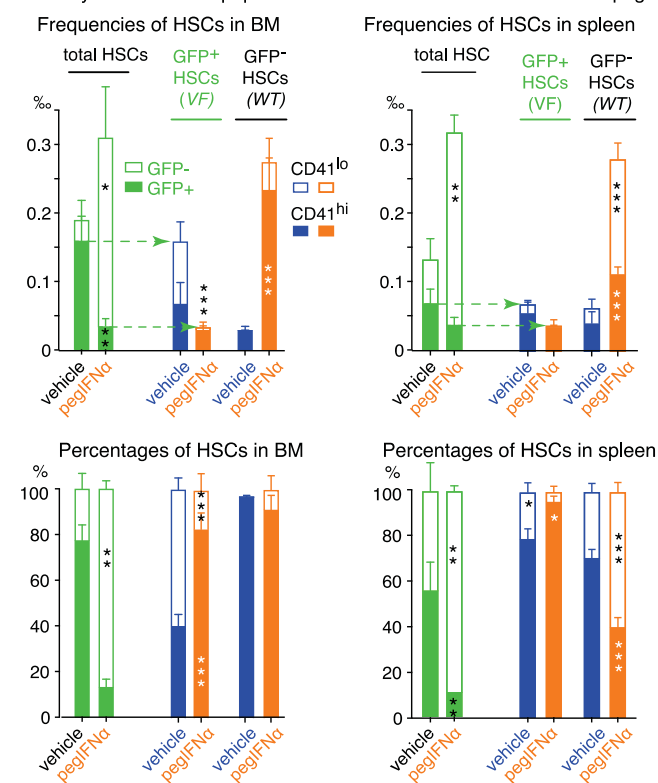 Frequencies of HSCs in BM
total HSCs
GFP+
HSCs
(VF)
GFP-
HSCs
(WT)
‰
0.3
0.2
0.1
0
GFP-
GFP+
CD41lo
CD41hi
*
**
***
***
vehicle
pegIFNα
vehicle
pegIFNα
vehicle
pegIFNα
Frequencies of HSCs in spleen
total HSC
GFP+
HSCs
(VF)
GFP-
HSCs
(WT)
‰
0.3
0.2
0.1
0
**
***
***
vehicle
pegIFNα
vehicle
pegIFNα
vehicle
pegIFNα
Percentages of HSCs in BM
%
100
80
60
40
20
0
**
***
***
vehicle
pegIFNα
vehicle
pegIFNα
vehicle
pegIFNα
Percentages of HSCs in spleen
%
100
80
60
40
20
0
**
**
*
*
***
***
vehicle
pegIFNα
vehicle
pegIFNα
vehicle
pegIFNα